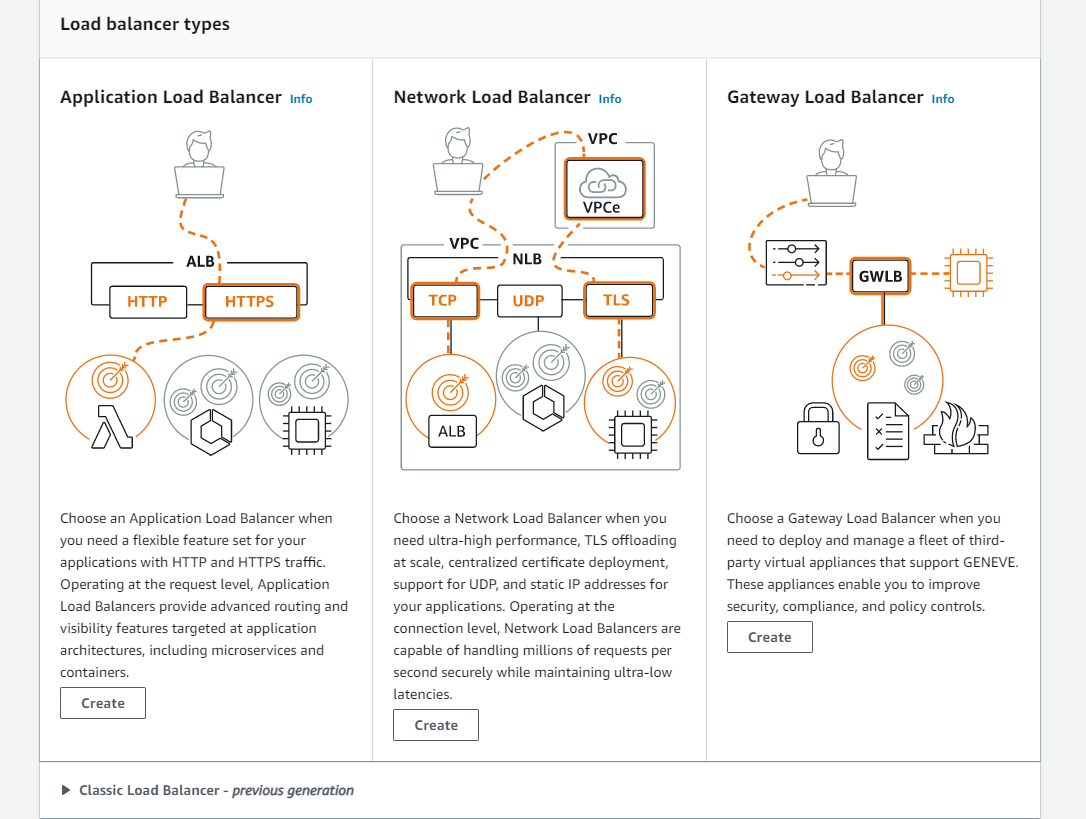 Load balancer types
Application Load Balancer Info
ALB
HTTP
HTTPS
Choose an Application Load Balancer when
you need a flexible feature set for your
applications with HTTP and HTTPS traffic.
Operating at the request level, Application
Load Balancers provide advanced routing and
visibility features targeted at application
architectures, including microservices and
containers.
Create
Network Load Balancer Info
VPC
VPCe
VPC
NLB
TCP
UDP
TLS
ALB
Choose a Network Load Balancer when you
need ultra-high performance, TLS offloading
at scale, centralized certificate deployment,
support for UDP, and static IP addresses for
your applications. Operating at the
connection level, Network Load Balancers are
capable of handling millions of requests per
second securely while maintaining ultra-low
latencies.
Create
Gateway Load Balancer Info
GWLB
Choose a Gateway Load Balancer when you
need to deploy and manage a fleet of third-
party virtual appliances that support GENEVE.
These appliances enable you to improve
security, compliance, and policy controls.
Create
Classic Load Balancer - previous generation